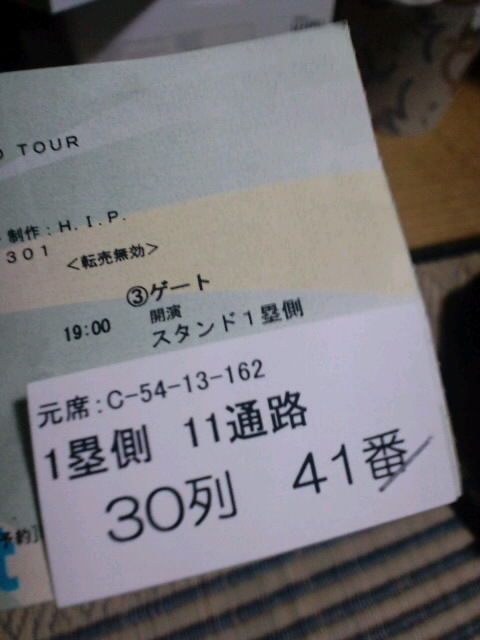 TOUR
制作:H.I.P.
301
<転売無効>
③ゲート
開演
19:00
スタンド1塁側
元席:C-54-13-162
1塁側 11通路
30列 41番
予約]
t